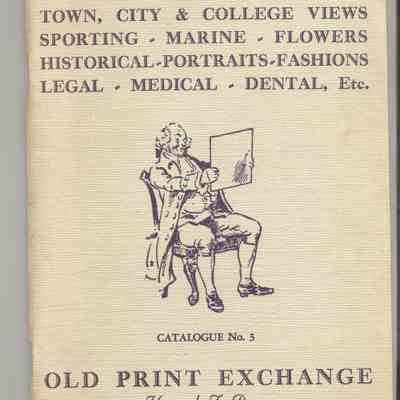 TOWN, CITY & COLLEGE VIEWS
SPORTING - MARINE - FLOWERS
HISTORICAL-PORTRAITS-FASHIONS
LEGAL - MEDICAL - DENTAL, Etc.
CATALOGUE No. 3
OLD PRINT EXCHANGE